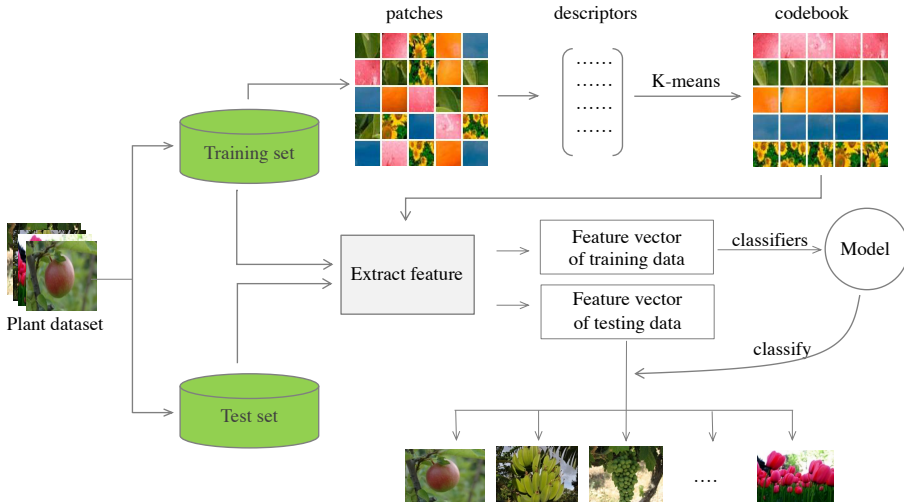 patches
descriptors
codebook
......
......
......
......
K-means
Training set
Plant dataset
Extract feature
Feature vector
of training data
classifiers
Model
Feature vector
of testing data
classify
Test set
....